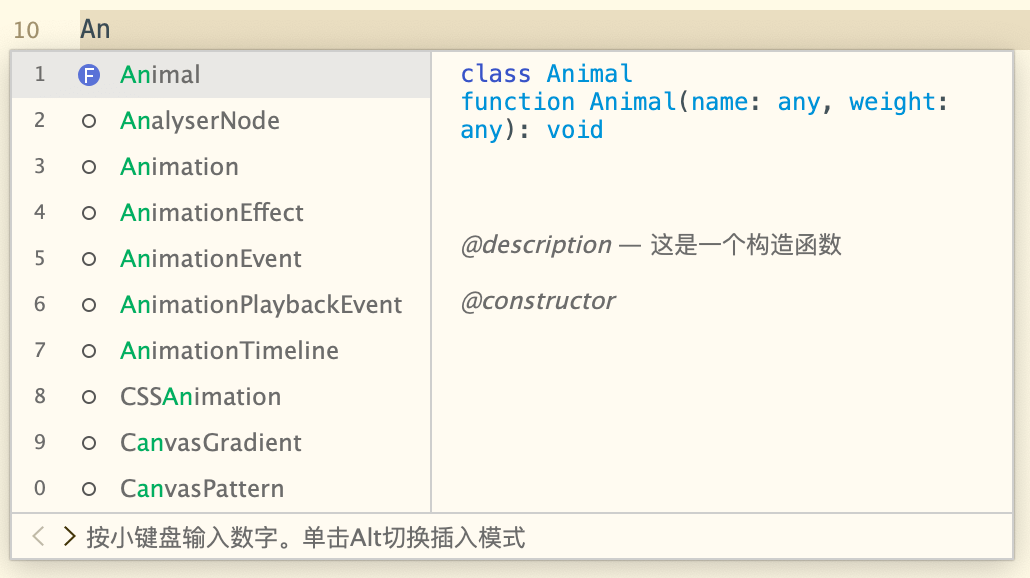 10 An
1 F Animal
2 AnalyserNode
3 Animation
4 AnimationEffect
5 AnimationEvent
6 AnimationPlaybackEvent
7 AnimationTimeline
8 CSSAnimation
9 CanvasGradient
0 CanvasPattern
class Animal
function Animal(name: any, weight:
any): void
@description — 这是一个构造函数
@constructor
按小键盘输入数字。单击Alt切换插入模式